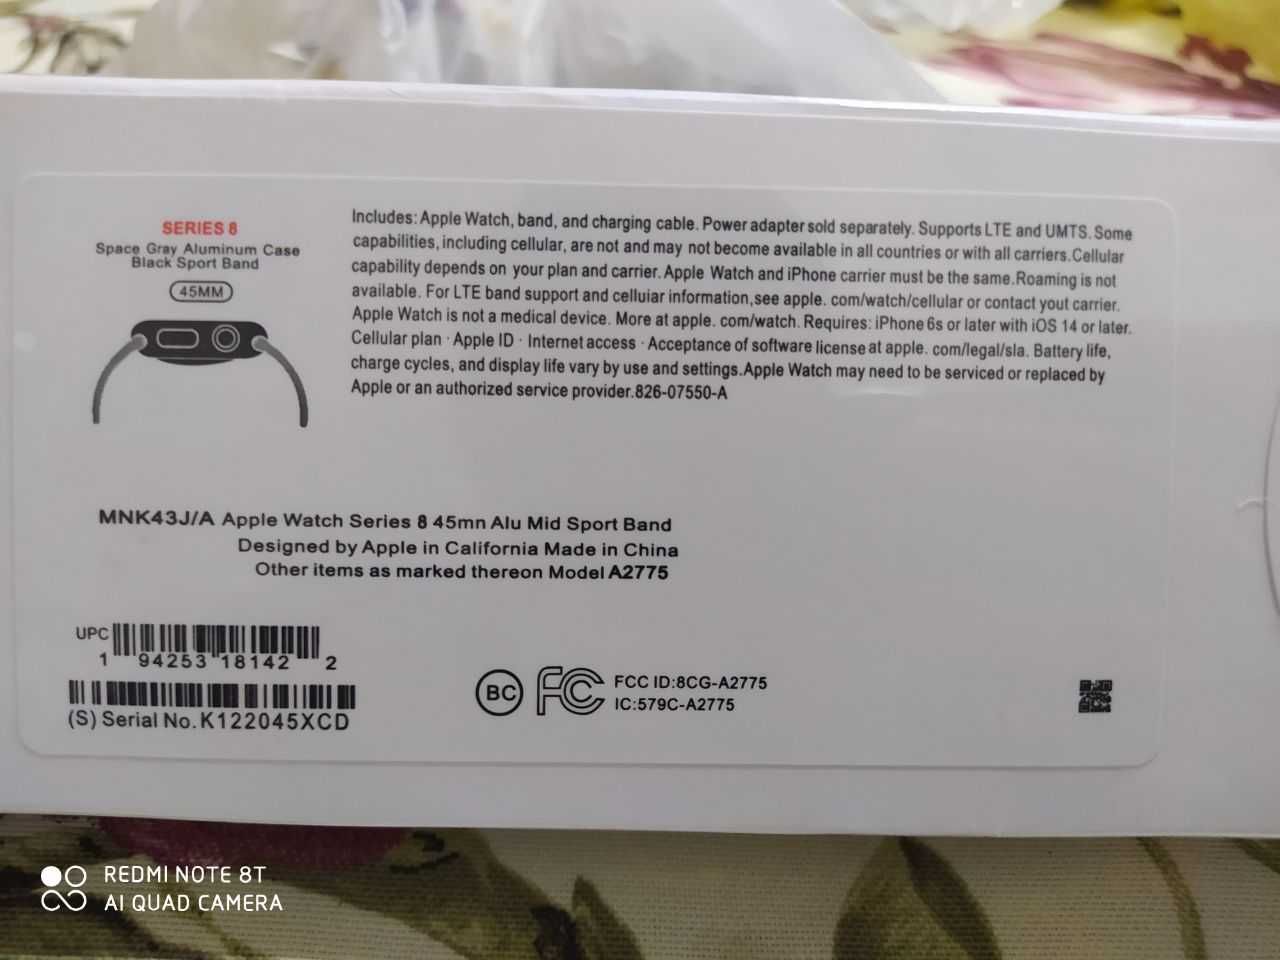 SERIES 8
Space Gray Aluminum Case
Black Sport Band
45MM
Includes: Apple Watch, band, and charging cable. Power adapter sold separately. Supports LTE and UMTS. Some
capabilities, including cellular, are not and may not become available in all countries or with all carriers.Cellular
capability depends on your plan and carrier. Apple Watch and iPhone carrier must be the same.Roaming is not
available. For LTE band support and celluiar information,see apple. com/watch/cellular or contact yout carrier.
Apple Watch is not a medical device. More at apple. com/watch. Requires: iPhone 6s or later with iOS 14 or later.
Cellular plan · Apple ID · Internet access · Acceptance of software license at apple. com/legal/sla. Battery life,
charge cycles, and display life vary by use and settings.Apple Watch may need to be serviced or replaced by
Apple or an authorized service provider.826-07550-A
MNK43J/A Apple Watch Series 8 45mn Alu Mid Sport Band
Designed by Apple in California Made in China
Other items as marked thereon Model A2775
UPC
1 94253 18142 2
(S) Serial No. K122045XCD
BC
FC
FCC ID:8CG-A2775
IC:579C-A2775
REDMI NOTE 8T
AI QUAD CAMERA